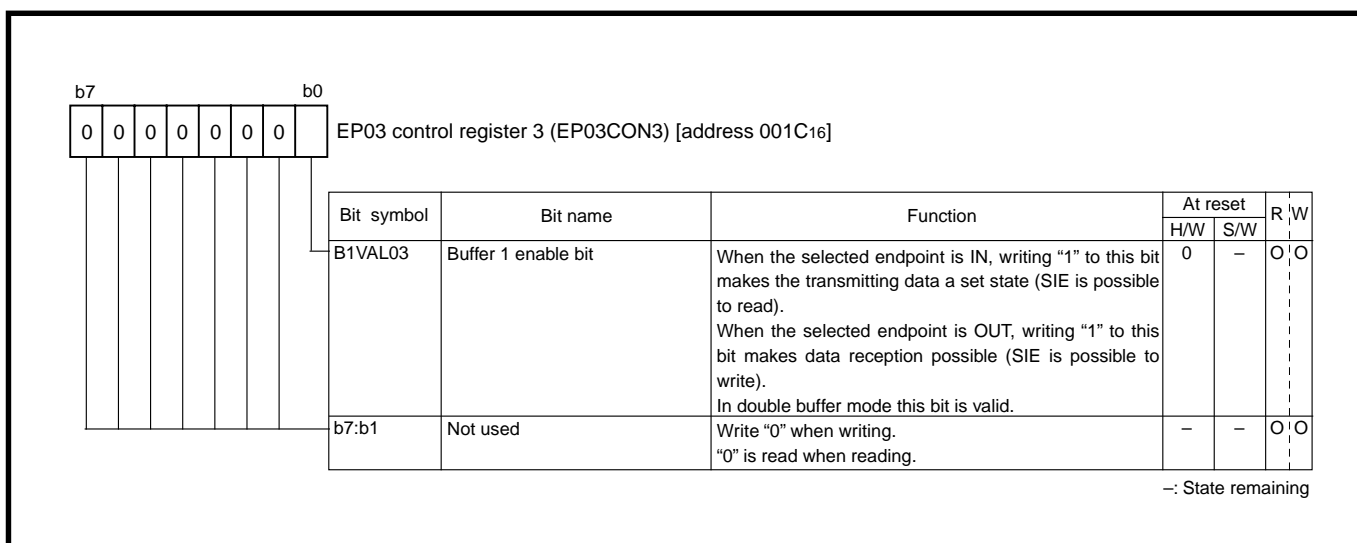 b7 b0
0 0 0 0 0 0 0 EP03 control register 3 (EP03CON3) [address 001C16]
Bit symbol Bit name Function At reset R W
H/W S/W
B1VAL03 Buffer 1 enable bit When the selected endpoint is IN, writing “1” to this bit 0 – O O
makes the transmitting data a set state (SIE is possible
to read).
When the selected endpoint is OUT, writing “1” to this
bit makes data reception possible (SIE is possible to
write).
In double buffer mode this bit is valid.
b7:b1 Not used Write “0” when writing. – – O O
“0” is read when reading.
–: State remaining